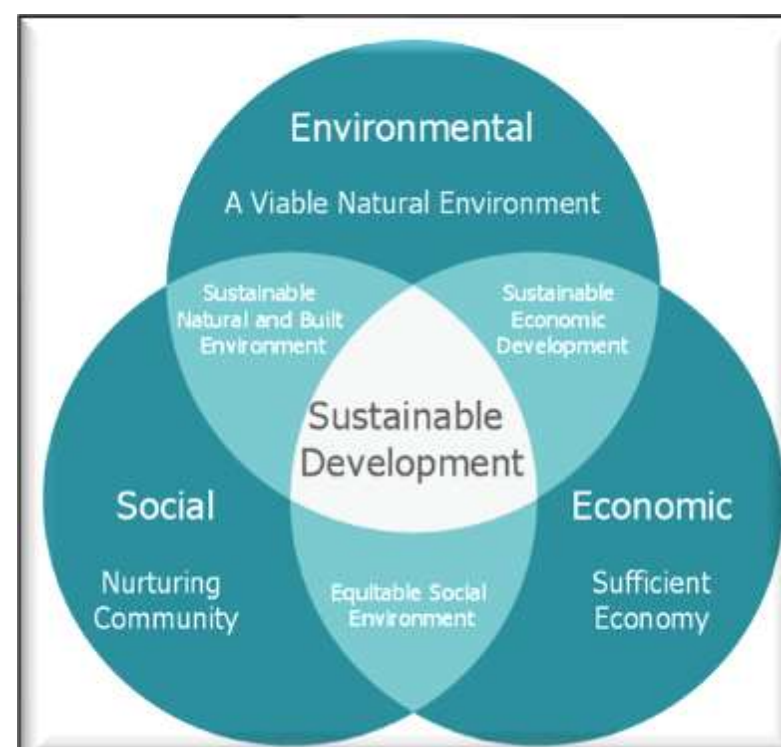 Environmental
A Viable Natural Environment
Sustainable
Natural and Built
Environment
Sustainable
Economic
Development
Sustainable
Development
Social
Nurturing
Community
Equitable Social
Environment
Economic
Sufficient
Economy